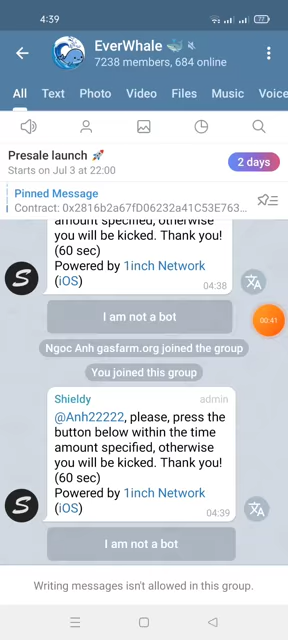 4:39
77
EverWhale 🐳
7238 members, 684 online
All Text Photo Video Files Music Voice
Presale launch 🚀
Starts on Jul 3 at 22:00
2 days
Pinned Message
Contract: 0x2816b2a67fD06232a41C53E763...
amount specified, otherwise
you will be kicked. Thank you!
(60 sec)
Powered by 1inch Network
(iOS)
04:38
I am not a bot
00:41
Ngoc Anh gasfarm.org joined the group
You joined this group
Shieldy admin
@Anh22222, please, press the
button below within the time
amount specified, otherwise
you will be kicked. Thank you!
(60 sec)
Powered by 1inch Network
(iOS)
04:39
I am not a bot
Writing messages isn't allowed in this group.